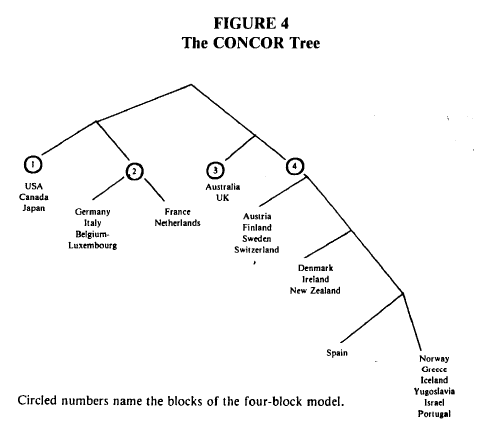 FIGURE 4
The CONCOR Tree
1
2
3
4
USA
Canada
Japan
Germany
Italy
Belgium-
Luxembourg
France
Netherlands
Australia
UK
Austria
Finland
Sweden
Switzerland
Denmark
Ireland
New Zealand
Spain
Norway
Greece
Iceland
Yugoslavia
Israel
Portugal
Circled numbers name the blocks of the four-block model.